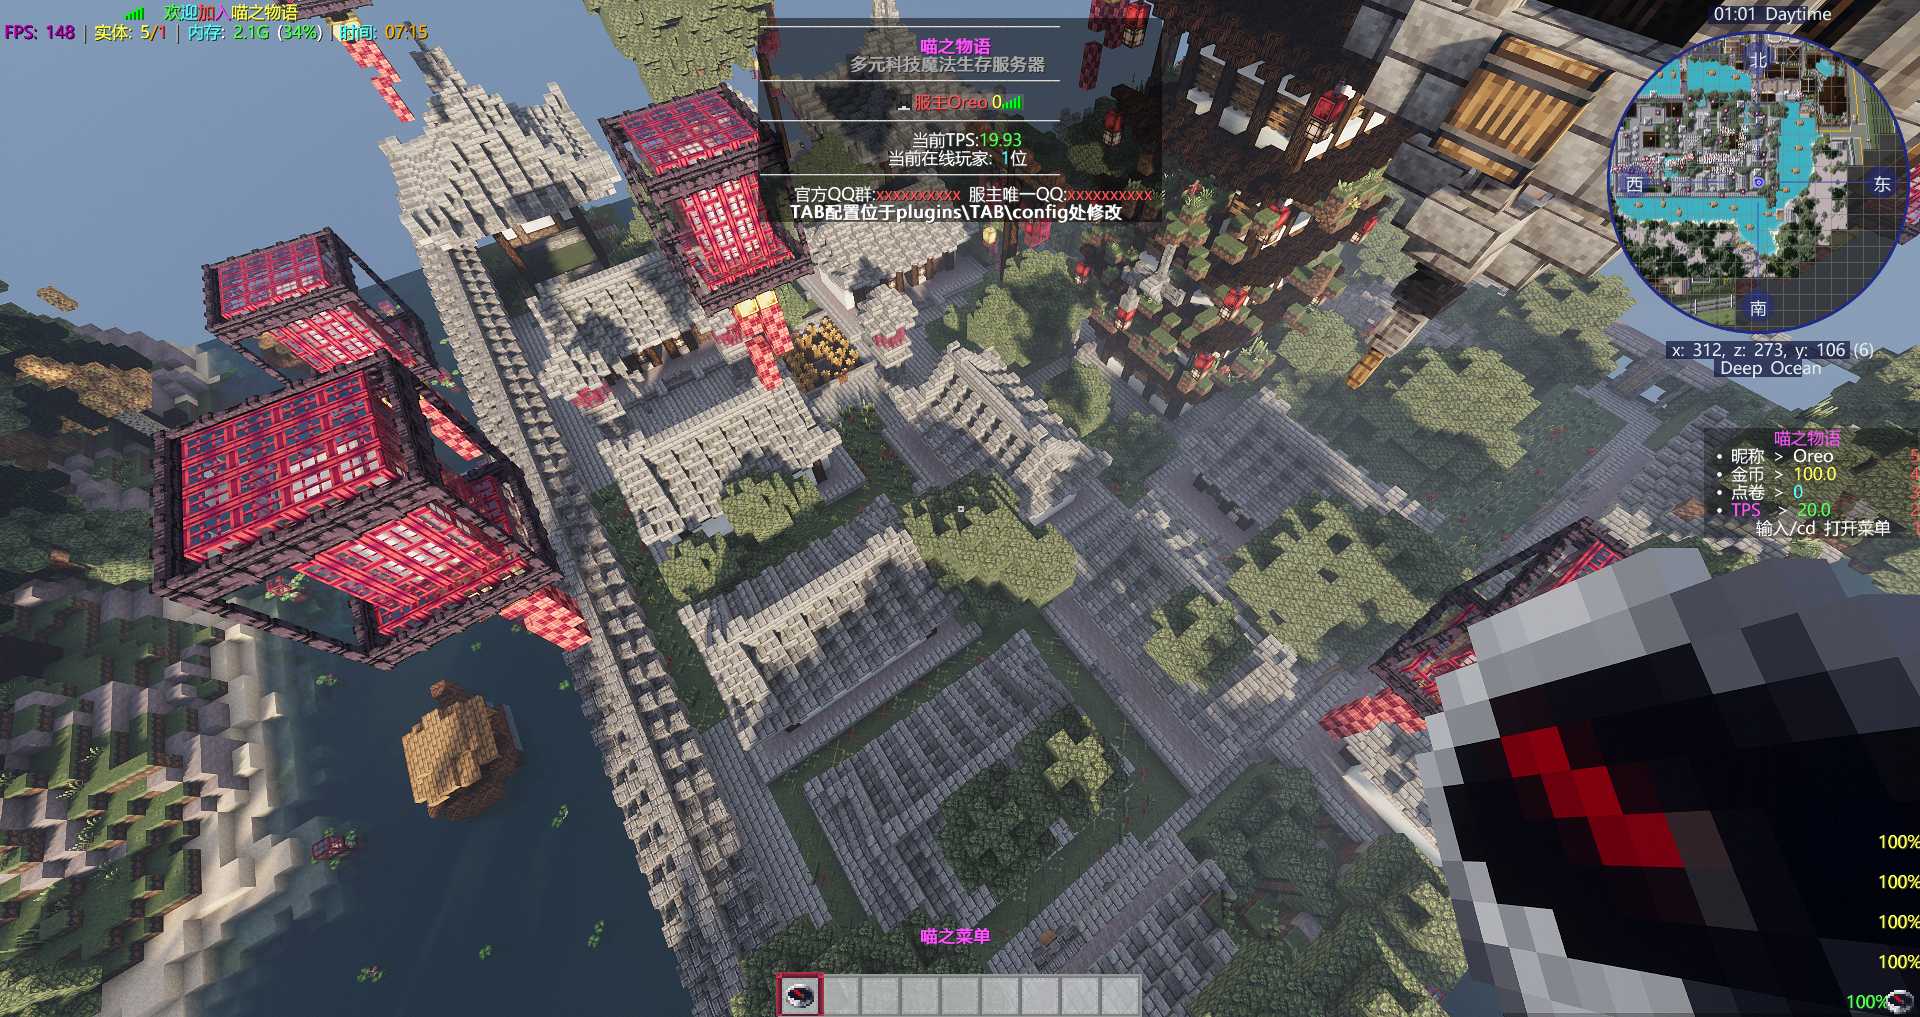 欢迎加入喵之物语
FPS: 148 | 实体: 5/1 | 内存: 2.1G (34%) | 时间: 07:15
喵之物语
多元科技魔法生存服务器
服主Oreo 0
当前TPS:19.93
当前在线玩家: 1位
官方QQ群:xxxxxxxxxx 服主唯一QQ:xxxxxxxxxx
TAB配置位于plugins\TAB\config处修改
01:01 Daytime
北
西
东
南
x: 312, z: 273, y: 106 (6)
Deep Ocean
喵之物语
• 昵称 > Oreo
• 金币 > 100.0
• 点卷 > 0
• TPS > 20.0
输入/cd 打开菜单
100%
100%
100%
100%
100%
喵之菜单